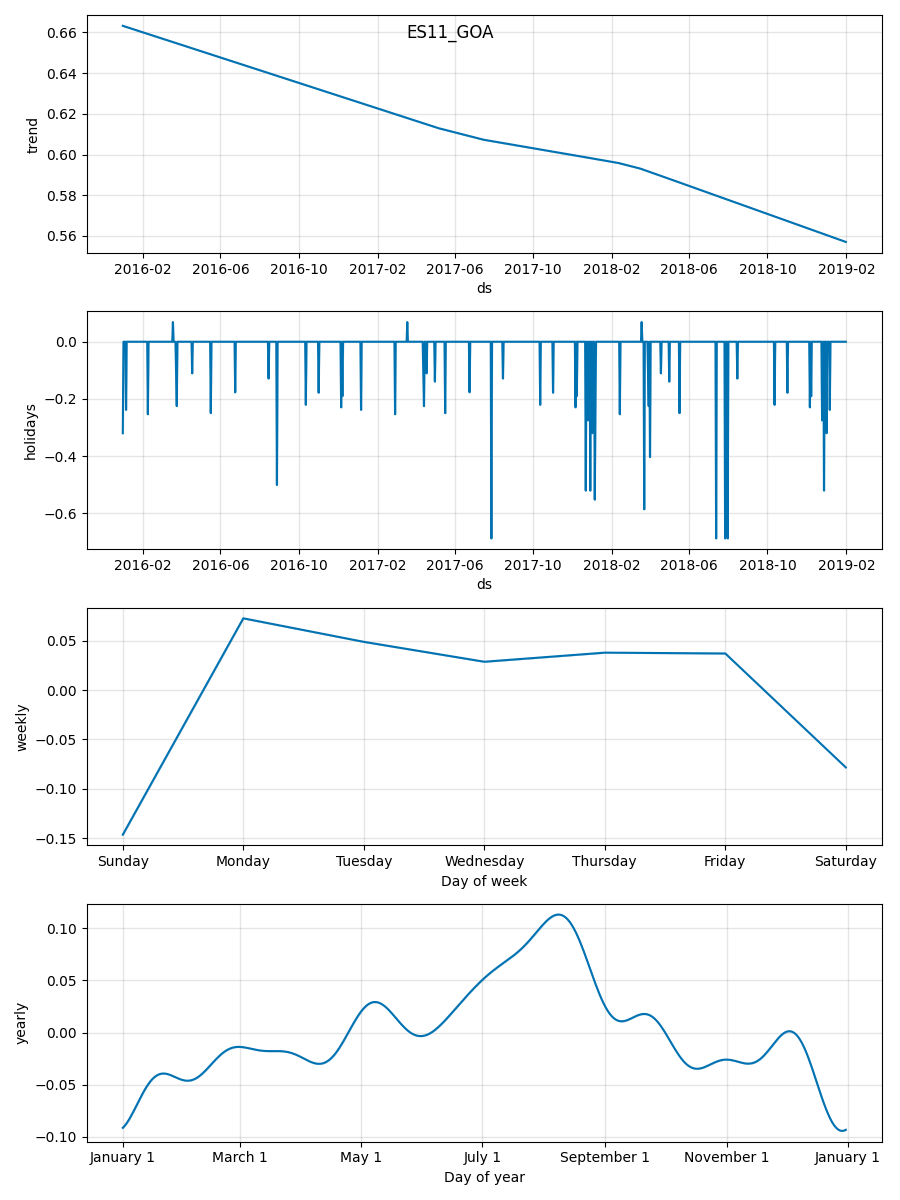 ES11_GOA
0.66
0.64
0.62
0.60
0.58
0.56
trend
2016-02 2016-06 2016-10 2017-02 2017-06 2017-10 2018-02 2018-06 2018-10 2019-02
ds
0.0
−0.2
−0.4
−0.6
holidays
2016-02 2016-06 2016-10 2017-02 2017-06 2017-10 2018-02 2018-06 2018-10 2019-02
ds
0.05
0.00
−0.05
−0.10
−0.15
weekly
Sunday Monday Tuesday Wednesday Thursday Friday Saturday
Day of week
0.10
0.05
0.00
−0.05
−0.10
yearly
January 1 March 1 May 1 July 1 September 1 November 1 January 1
Day of year